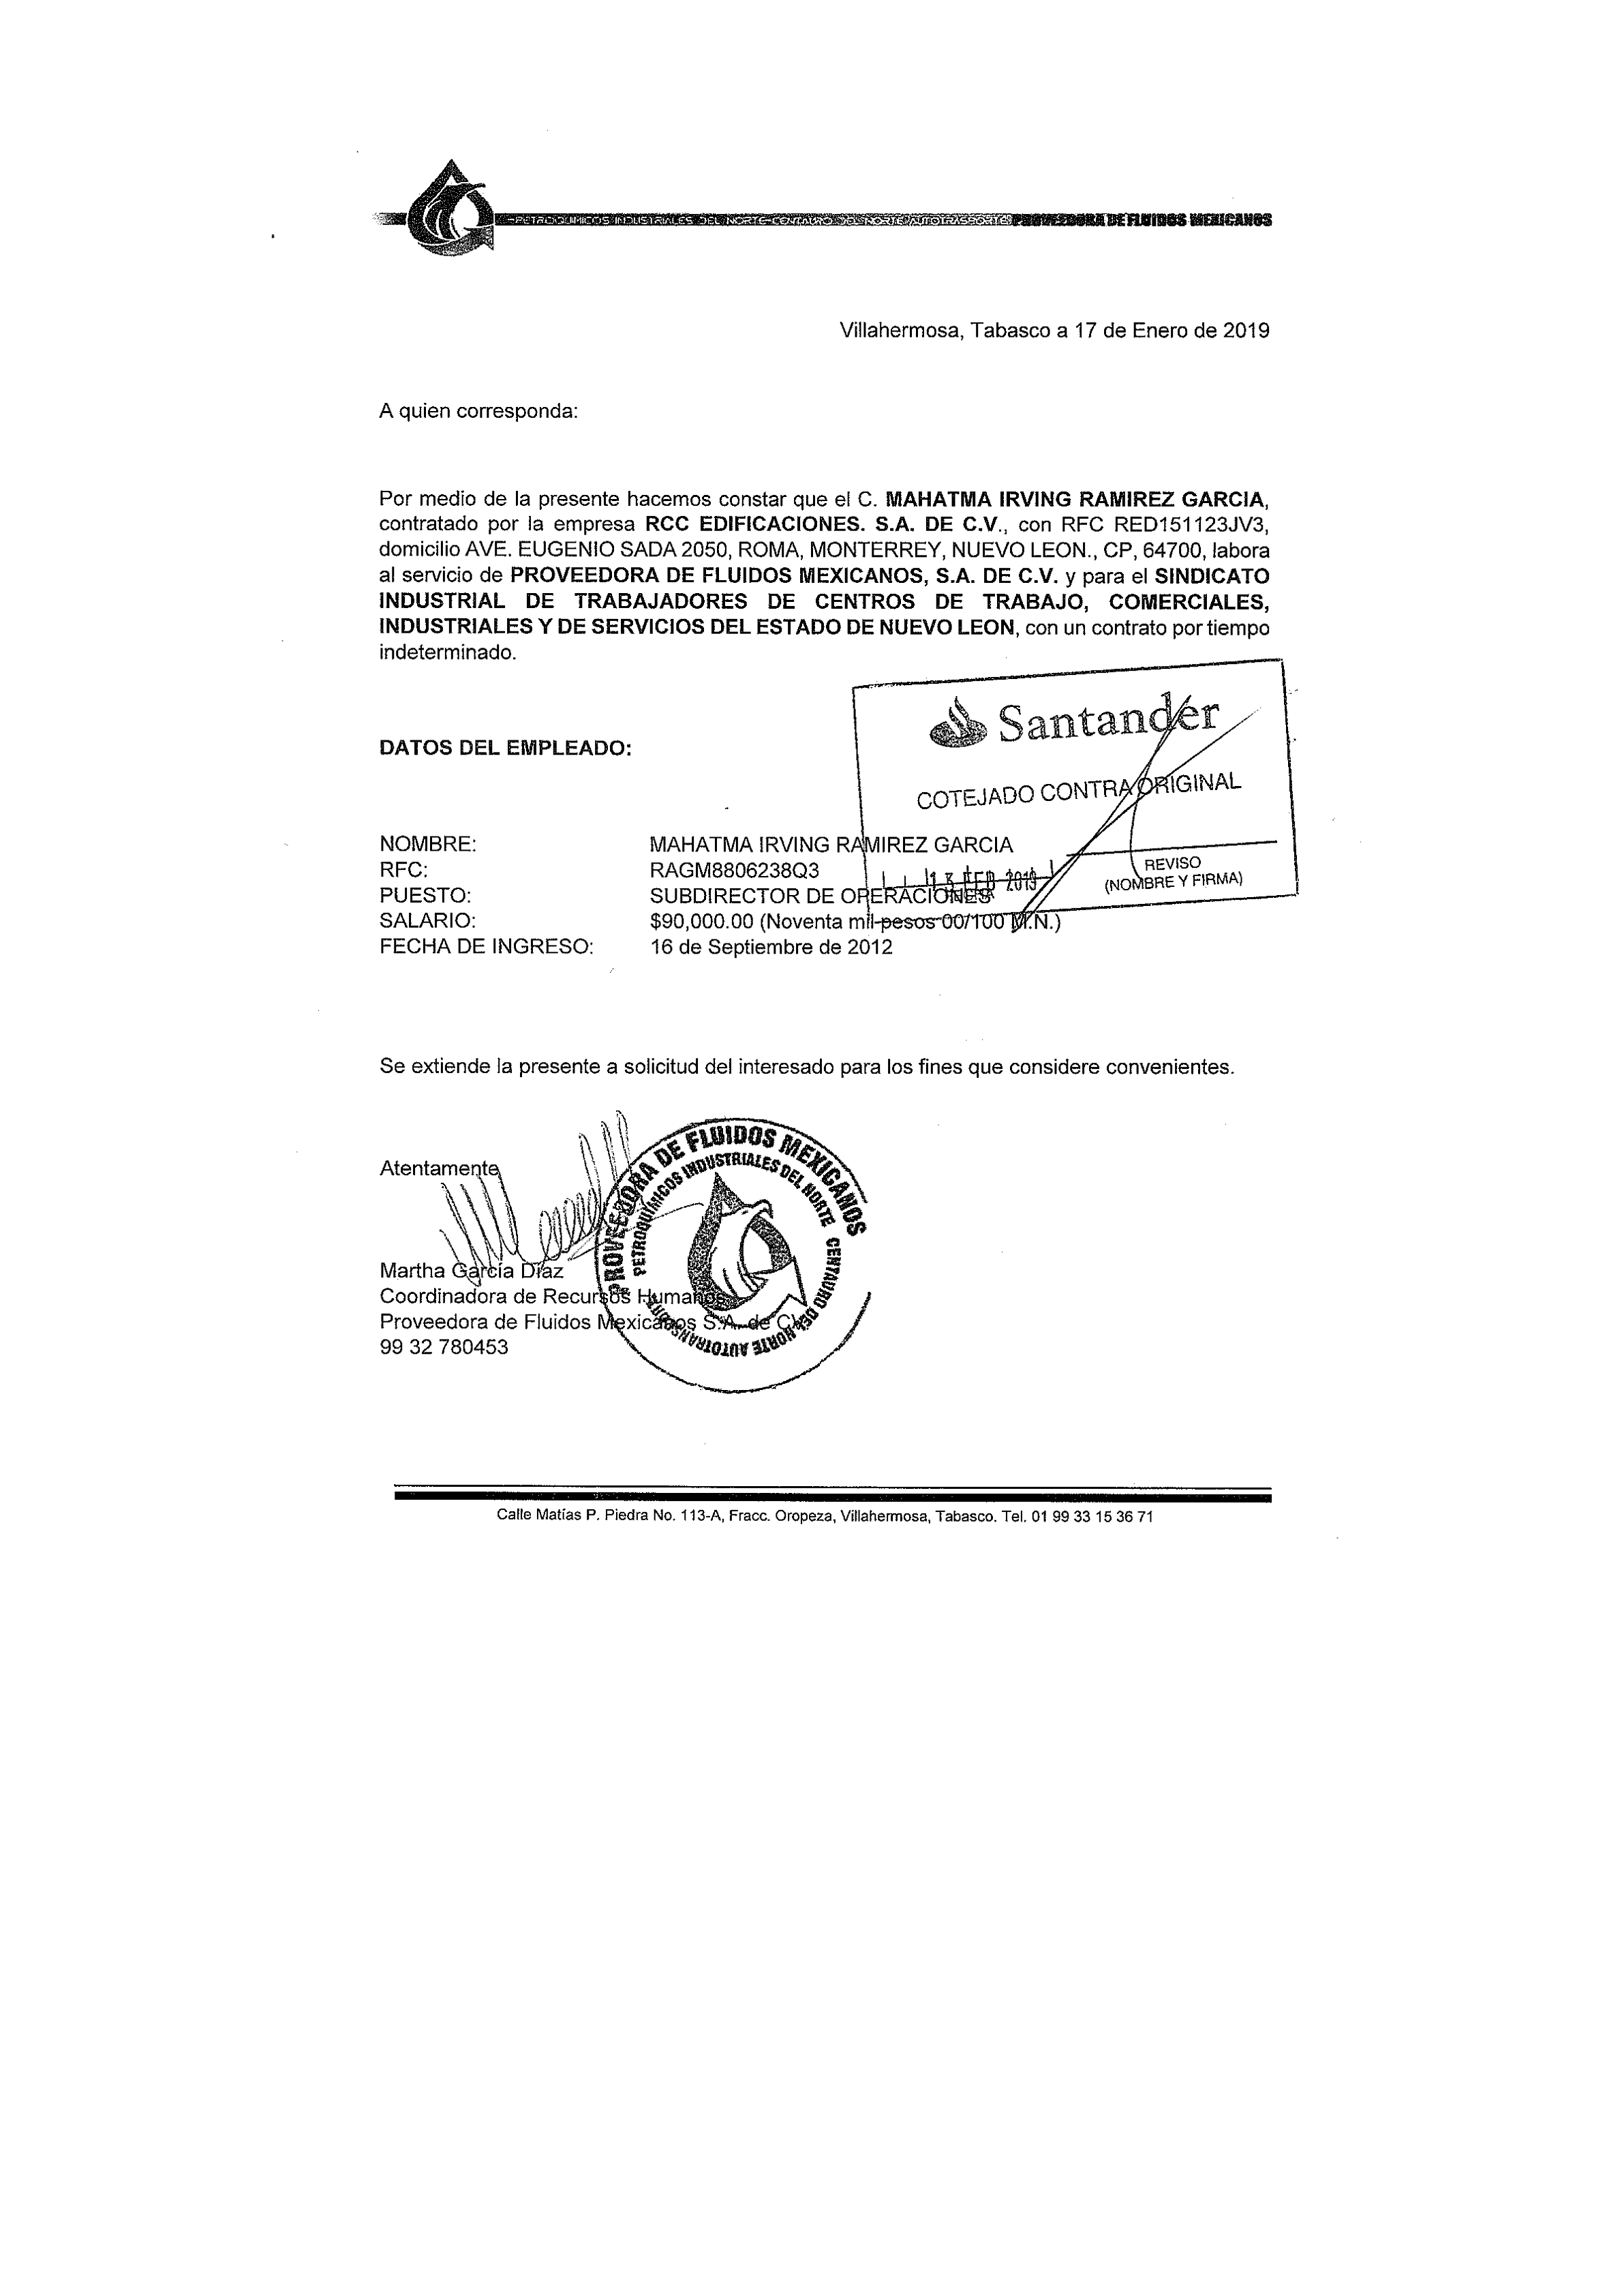 PETROQUIMICOS INDUSTRIALES DEL NORTE-CENTAURO DEL NORTE AUTOTRANSPORTE PROVEEDORA DE FLUIDOS MEXICANOS
Villahermosa, Tabasco a 17 de Enero de 2019
A quien corresponda:
Por medio de la presente hacemos constar que el C. MAHATMA IRVING RAMIREZ GARCIA,
contratado por la empresa RCC EDIFICACIONES. S.A. DE C.V., con RFC RED151123JV3,
domicilio AVE. EUGENIO SADA 2050, ROMA, MONTERREY, NUEVO LEON., CP, 64700, labora
al servicio de PROVEEDORA DE FLUIDOS MEXICANOS, S.A. DE C.V. y para el SINDICATO
INDUSTRIAL DE TRABAJADORES DE CENTROS DE TRABAJO, COMERCIALES,
INDUSTRIALES Y DE SERVICIOS DEL ESTADO DE NUEVO LEON, con un contrato por tiempo
indeterminado.
Santander
COTEJADO CONTRA ORIGINAL
REVISO
(NOMBRE Y FIRMA)
13 FEB 2019
DATOS DEL EMPLEADO:
NOMBRE: MAHATMA IRVING RAMIREZ GARCIA
RFC: RAGM8806238Q3
PUESTO: SUBDIRECTOR DE OPERACIONES
SALARIO: $90,000.00 (Noventa mil pesos 00/100 M.N.)
FECHA DE INGRESO: 16 de Septiembre de 2012
Se extiende la presente a solicitud del interesado para los fines que considere convenientes.
Atentamente
Martha García Díaz
Coordinadora de Recursos Humanos
Proveedora de Fluidos Mexicanos S.A. de CV
99 32 780453
PROVEEDORA DE FLUIDOS MEXICANOS
PETROQUÍMICOS INDUSTRIALES DEL NORTE CENTAURO DEL NORTE
Calle Matías P. Piedra No. 113-A, Fracc. Oropeza, Villahermosa, Tabasco. Tel. 01 99 33 15 36 71